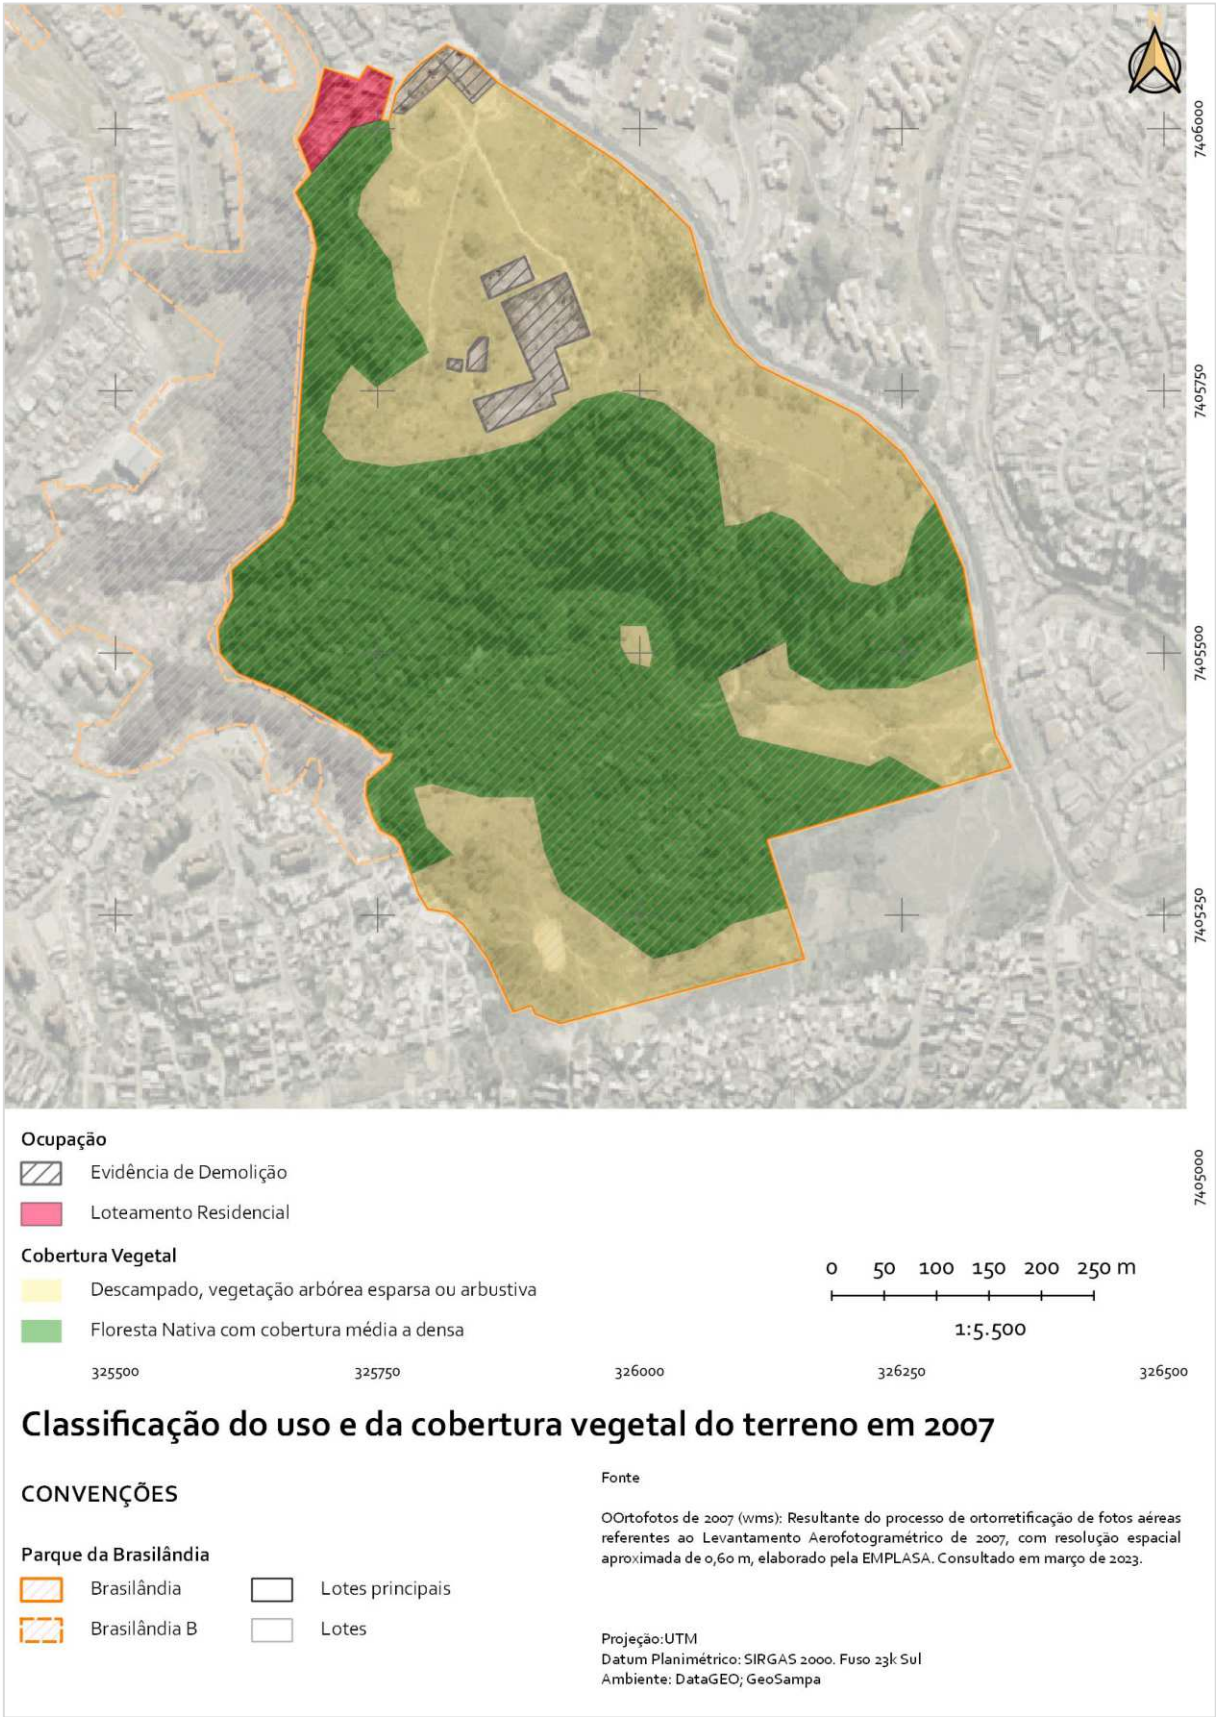 N
7406000
7405750
7405500
7405250
7405000
Ocupação
Evidência de Demolição
Loteamento Residencial
Cobertura Vegetal
Descampado, vegetação arbórea esparsa ou arbustiva
Floresta Nativa com cobertura média a densa
0 50 100 150 200 250 m
1:5.500
325500 325750 326000 326250 326500
Classificação do uso e da cobertura vegetal do terreno em 2007
CONVENÇÕES
Parque da Brasilândia
Brasilândia
Lotes principais
Brasilândia B
Lotes
Fonte
OOrtofotos de 2007 (wms): Resultante do processo de ortorretificação de fotos aéreas
referentes ao Levantamento Aerofotogramétrico de 2007, com resolução espacial
aproximada de 0,60 m, elaborado pela EMPLASA. Consultado em março de 2023.
Projeção:UTM
Datum Planimétrico: SIRGAS 2000. Fuso 23k Sul
Ambiente: DataGEO; GeoSampa